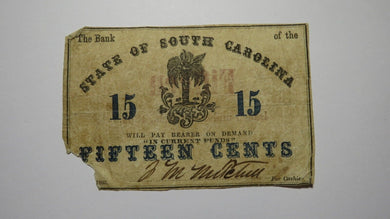 The Bank of the
STATE OF SOUTH CAROLINA
15 15
WILL PAY BEARER ON DEMAND
"IN CURRENT FUNDS"
FIFTEEN CENTS
For Cashier.